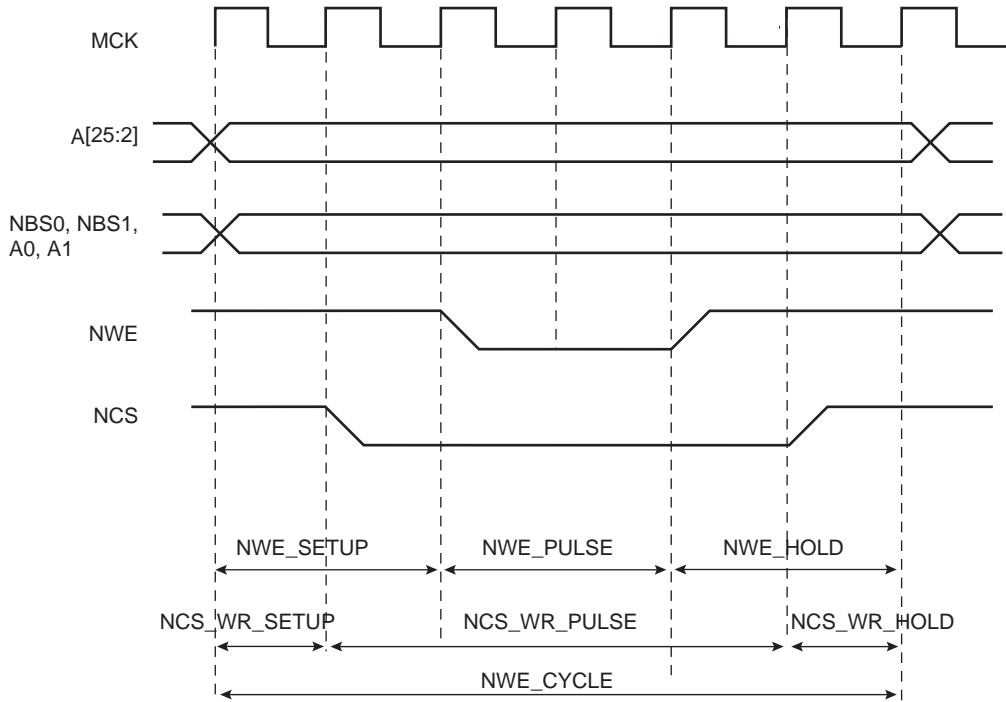 MCK
A[25:2]
NBS0, NBS1,
A0, A1
NWE
NCS
NWE_SETUP NWE_PULSE NWE_HOLD
NCS_WR_SETUP NCS_WR_PULSE NCS_WR_HOLD
NWE_CYCLE